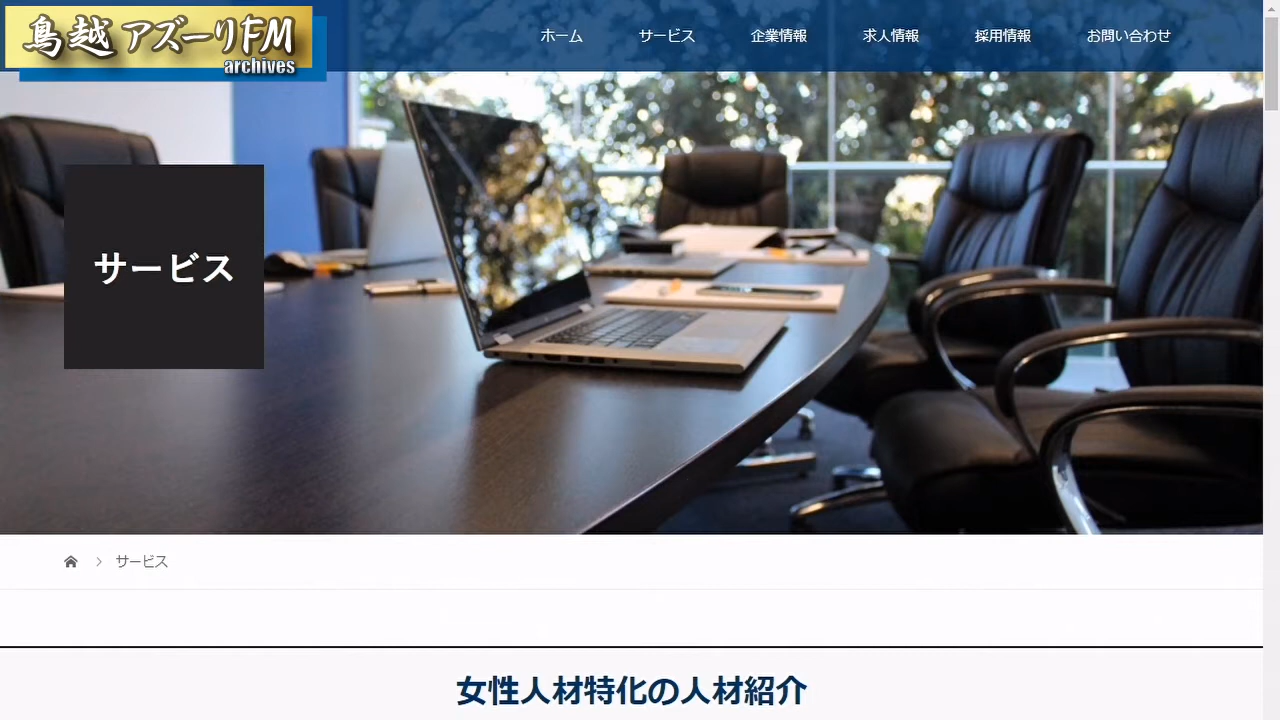 鳥越アズーリFM
archives
ホーム サービス 企業情報 求人情報 採用情報 お問い合わせ
サービス
サービス
女性人材特化の人材紹介